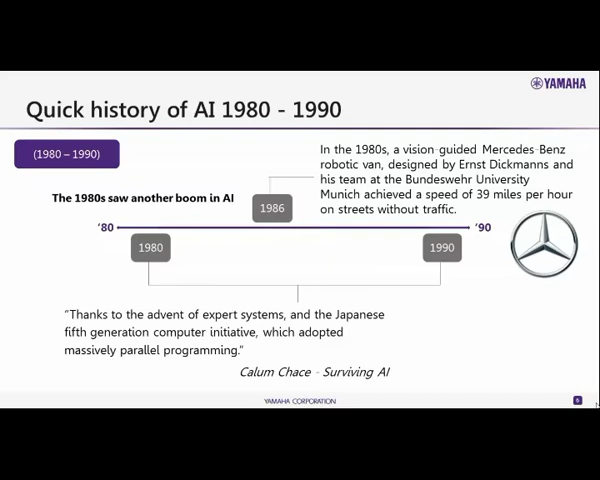 YAMAHA
Quick history of AI 1980 - 1990
(1980 – 1990)
In the 1980s, a vision-guided Mercedes-Benz
robotic van, designed by Ernst Dickmanns and
his team at the Bundeswehr University
Munich achieved a speed of 39 miles per hour
on streets without traffic.
The 1980s saw another boom in AI
1986
'80
'90
1980
1990
"Thanks to the advent of expert systems, and the Japanese
fifth generation computer initiative, which adopted
massively parallel programming."
Calum Chace - Surviving AI
YAMAHA CORPORATION